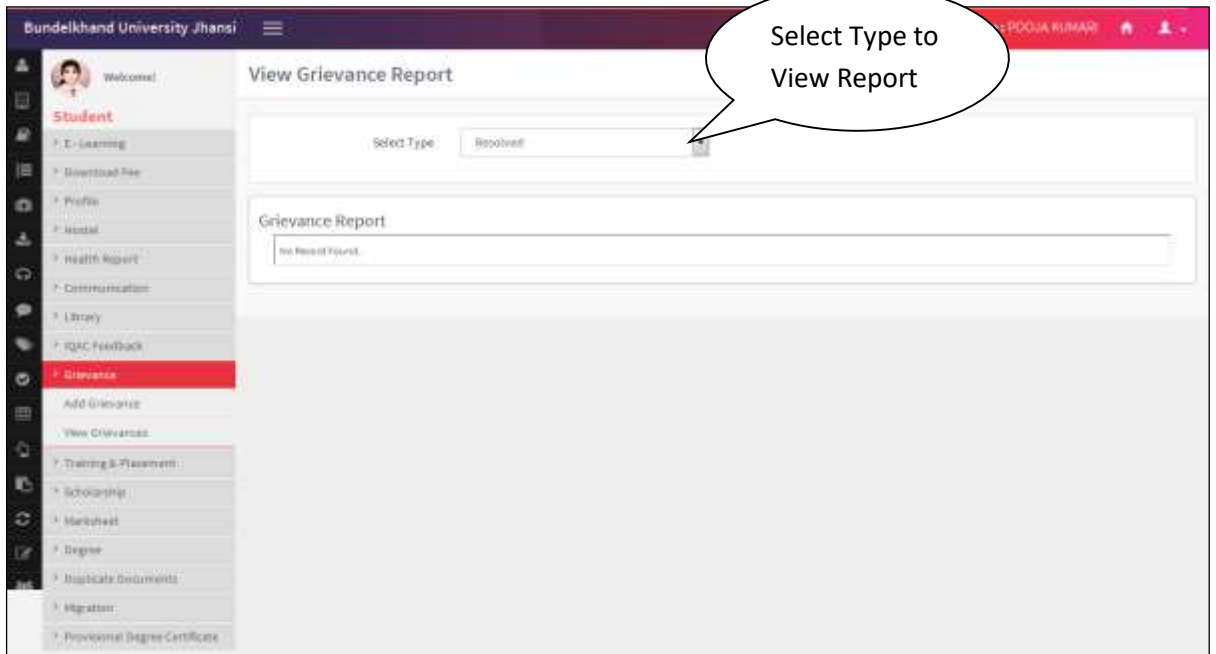 Bundelkhand University Jhansi
: POOJA KUMARI
Select Type to
View Report
Welcome!
Student
View Grievance Report
Select Type
Resolved
E.-Learning
Download Fee
Profile
Hostel
Health Report
Communication
Library
IQAC Feedback
Grievance
Add Grievance
View Grievances
Training & Placement
Scholarship
Marksheet
Degree
Duplicate Documents
Migration
Provisional Degree Certificate
Grievance Report
No Record Found.